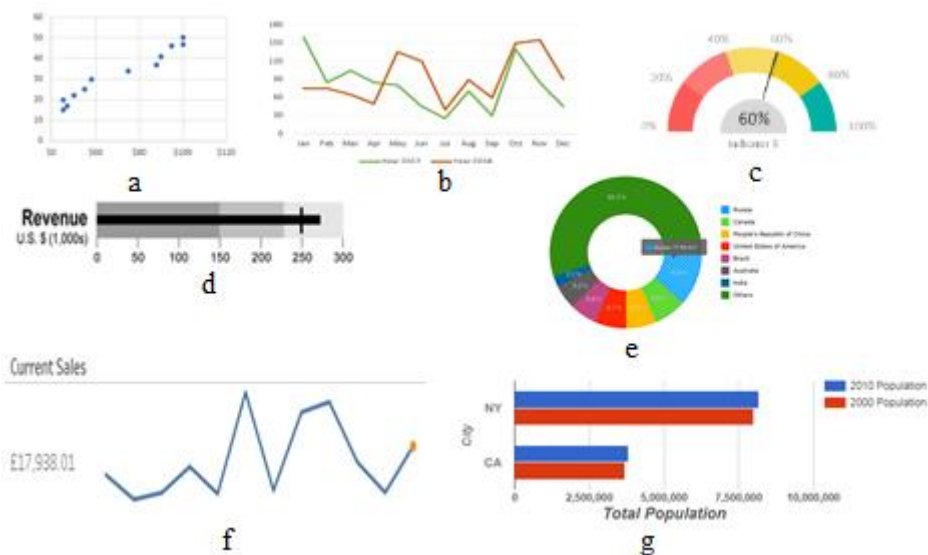 60
50
40
30
20
10
0
$0 $60 $80 $100 $120
a
0
Jan Feb Mar Apr May Jun Jul Aug Sep Oct Nov Dec
b
0% 20% 40% 60% 80% 100%
60%
c
Revenue
U.S. $ (1,000s)
0 50 100 150 200 250 300
d
Russia
Canada
People's Republic of China
United States of America
Brazil
Australia
India
Others
e
Current Sales
£17,938.01
f
2010 Population
2000 Population
NY
City
CA
0 2,500,000 5,000,000 7,500,000 10,000,000
Total Population
g